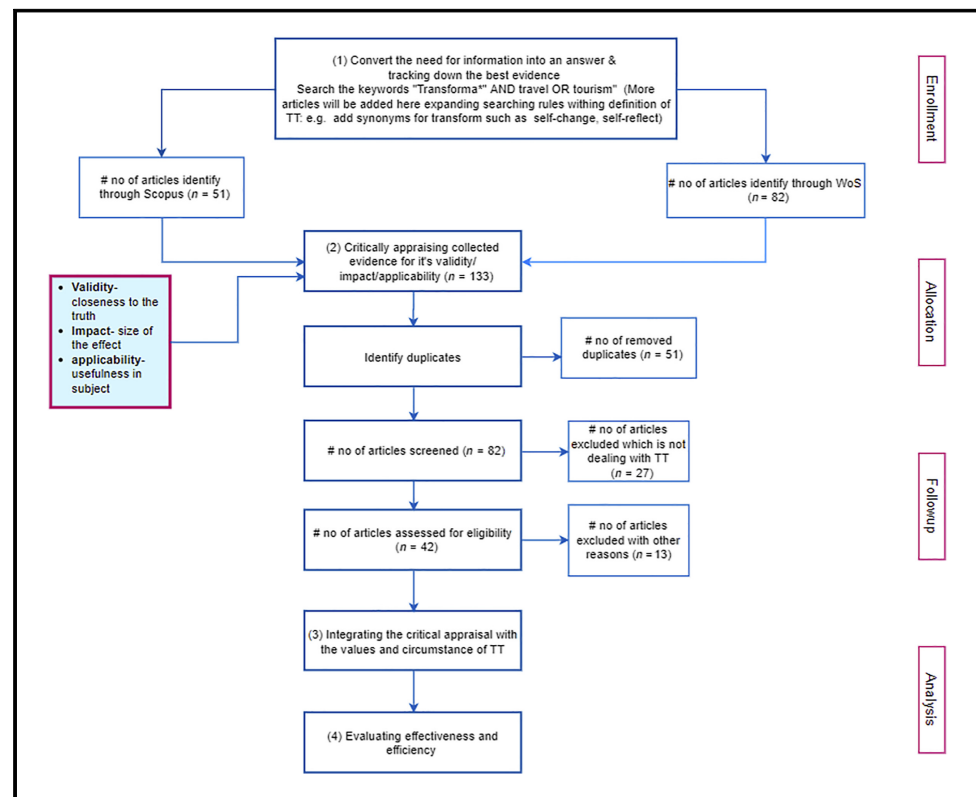 (1) Convert the need for information into an answer &
tracking down the best evidence
Search the keywords "Transforma*" AND travel OR tourism" (More
articles will be added here expanding searching rules withing definition of
TT: e.g. add synonyms for transform such as self-change, self-reflect)
Enrollment
# no of articles identify
through Scopus (n = 51)
# no of articles identify through WoS
(n = 82)
(2) Critically appraising collected
evidence for it's validity/
impact/applicability (n = 133)
• Validity-
closeness to the
truth
• Impact- size of
the effect
• applicability-
usefulness in
subject
Allocation
Identify duplicates
# no of removed
duplicates (n = 51)
# no of articles screened (n = 82)
# no of articles
excluded which is not
dealing with TT
(n = 27)
Followup
# no of articles assessed for eligibility
(n = 42)
# no of articles
excluded with other
reasons (n = 13)
(3) Integrating the critical appraisal with
the values and circumstance of TT
Analysis
(4) Evaluating effectiveness and
efficiency